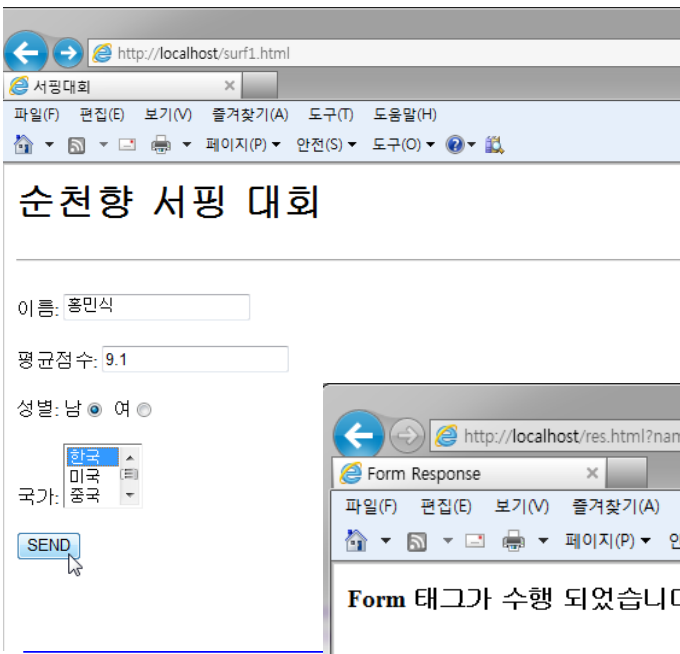 http://localhost/surf1.html
서핑대회
파일(F) 편집(E) 보기(V) 즐겨찾기(A) 도구(T) 도움말(H)
페이지(P) 안전(S) 도구(O)
순천향 서핑 대회
이름: 홍민식
평균점수: 9.1
성별: 남 여
국가: 한국
미국
중국
SEND
http://localhost/res.html?nam
Form Response
파일(F) 편집(E) 보기(V) 즐겨찾기(A)
페이지(P)
Form 태그가 수행 되었습니다